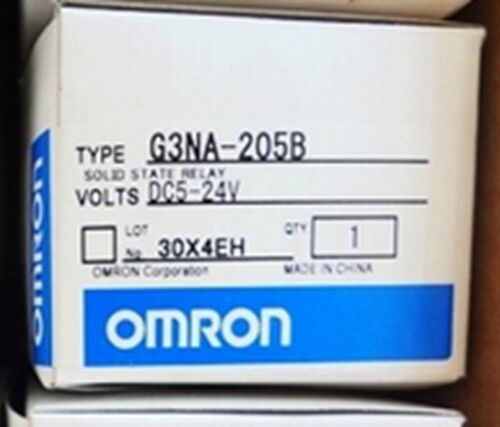 TYPE G3NA-205B
SOLID STATE RELAY
VOLTS DC5-24V
LOT No. 30X4EH QTY 1
OMRON Corporation MADE IN CHINA
OMRON
OMRON